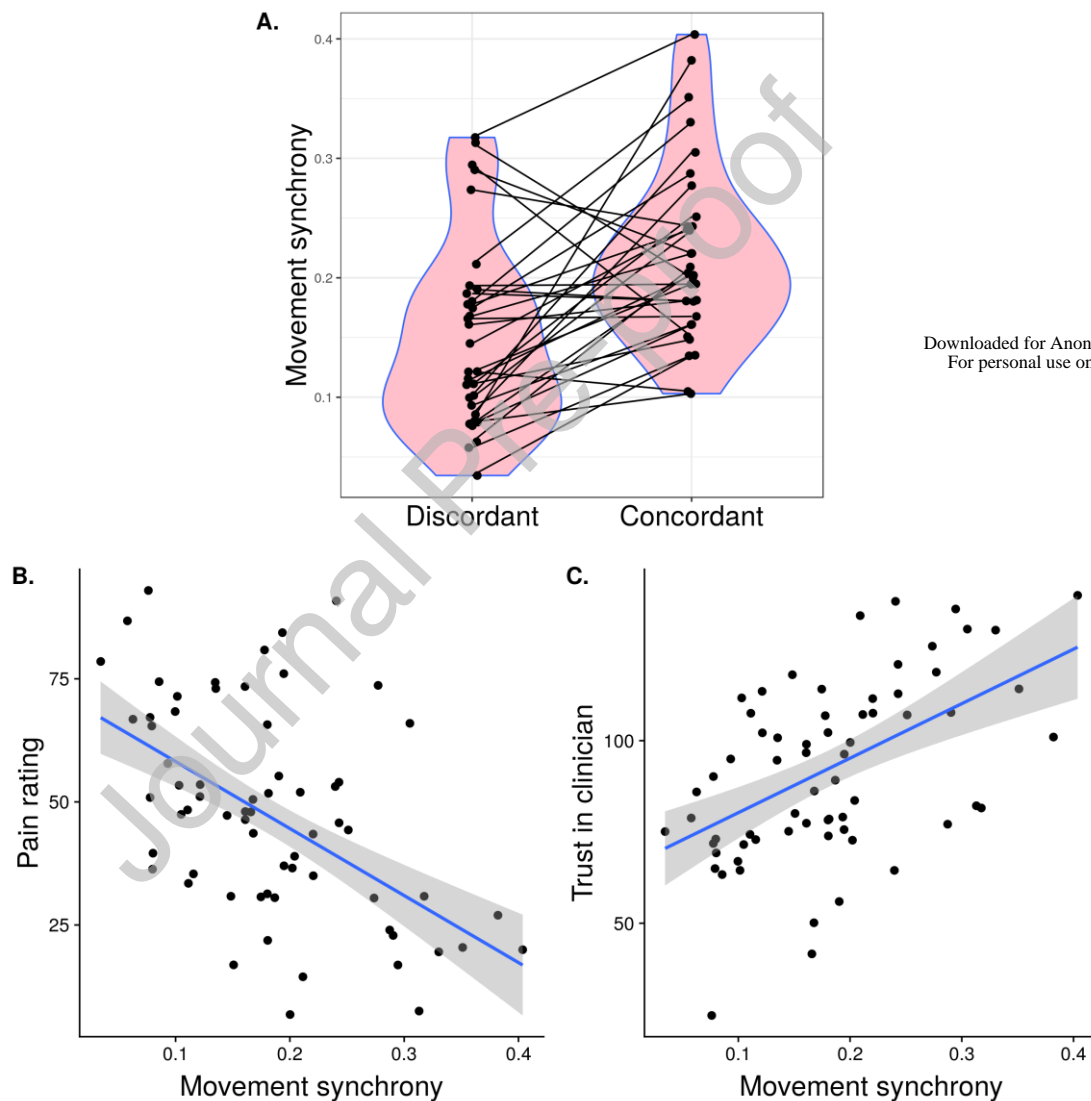 A.
0.4
0.3
0.2
0.1
Movement synchrony
Discordant
Concordant
Downloaded for Anon
For personal use on
Journal Pre-proof
B.
75
50
25
Pain rating
0.1
0.2
0.3
0.4
Movement synchrony
C.
100
50
Trust in clinician
0.1
0.2
0.3
0.4
Movement synchrony